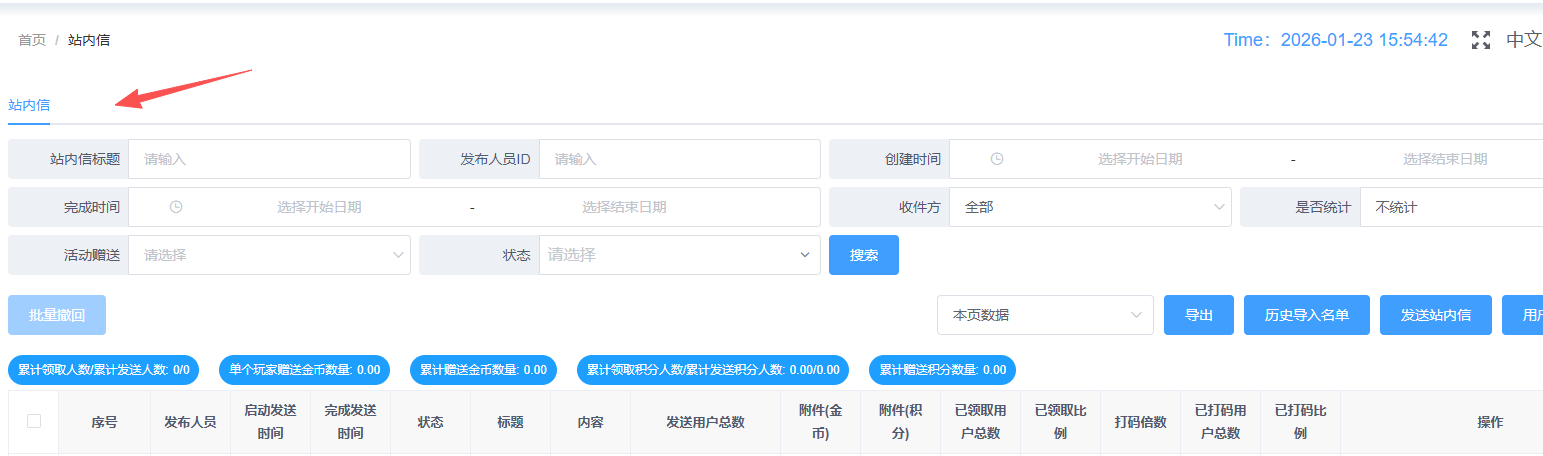 首页 / 站内信
Time：2026-01-23 15:54:42
中文
站内信
站内信标题 请输入 发布人员ID 请输入 创建时间 选择开始日期 - 选择结束日期
完成时间 选择开始日期 - 选择结束日期 收件方 全部 是否统计 不统计
活动赠送 请选择 状态 请选择 搜索
批量撤回 本页数据 导出 历史导入名单 发送站内信 用户
累计领取人数/累计发送人数: 0/0 单个玩家赠送金币数量: 0.00 累计赠送金币数量: 0.00 累计领取积分人数/累计发送积分人数: 0.00/0.00 累计赠送积分数量: 0.00
序号 发布人员 启动发送时间 完成发送时间 状态 标题 内容 发送用户总数 附件(金币) 附件(积分) 已领取用户总数 已领取比例 打码倍数 已打码用户总数 已打码比例 操作